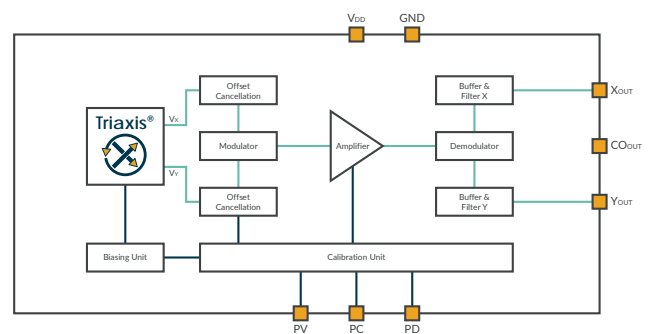 VDD
GND
Offset
Cancellation
Buffer &
Filter X
XOUT
Triaxis®
VX
Modulator
Amplifier
Demodulator
COOUT
VY
Offset
Cancellation
Buffer &
Filter Y
YOUT
Biasing Unit
Calibration Unit
PV
PC
PD